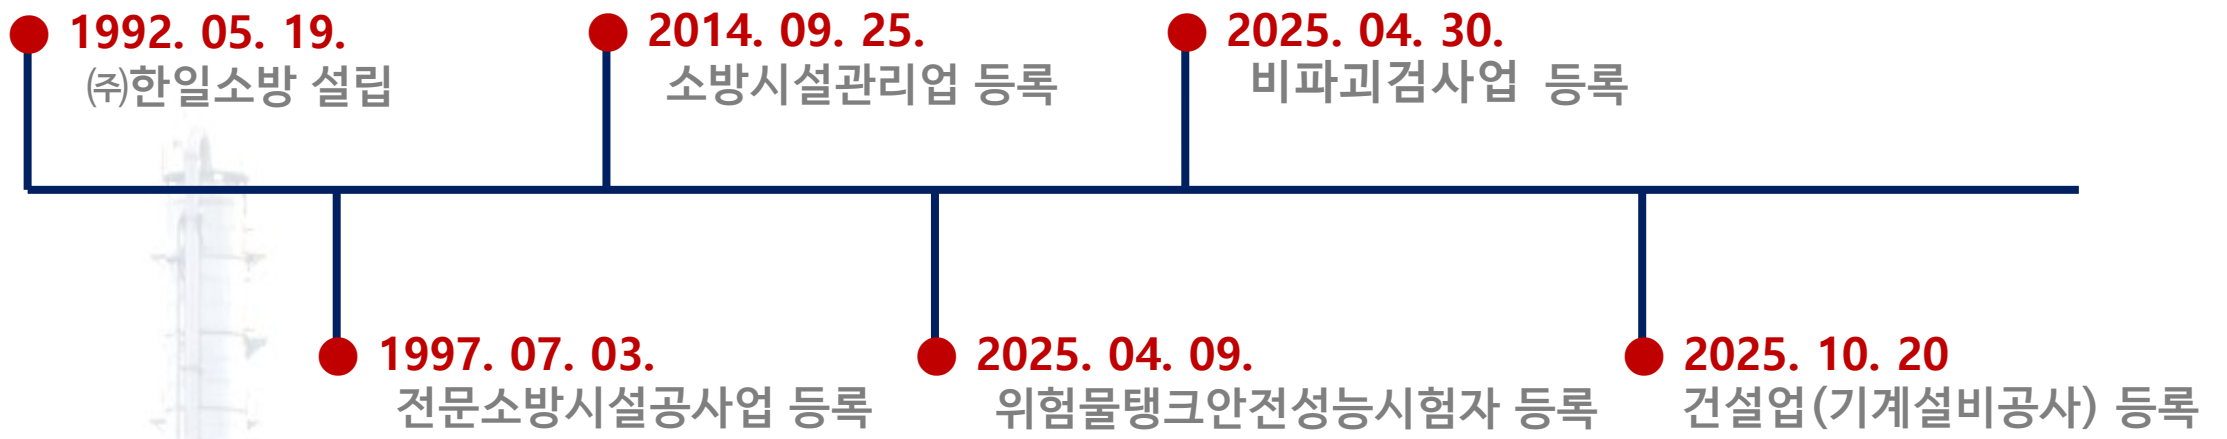 1992. 05. 19.
㈜한일소방 설립
1997. 07. 03.
전문소방시설공사업 등록
2014. 09. 25.
소방시설관리업 등록
2025. 04. 09.
위험물탱크안전성능시험자 등록
2025. 04. 30.
비파괴검사업 등록
2025. 10. 20
건설업(기계설비공사) 등록